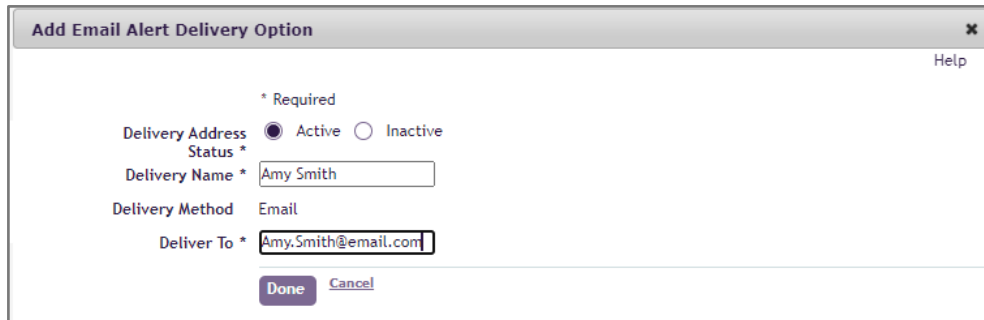 Add Email Alert Delivery Option
Help
* Required
Delivery Address Status * Active Inactive
Delivery Name * Amy Smith
Delivery Method Email
Deliver To * Amy.Smith@email.com
Done Cancel